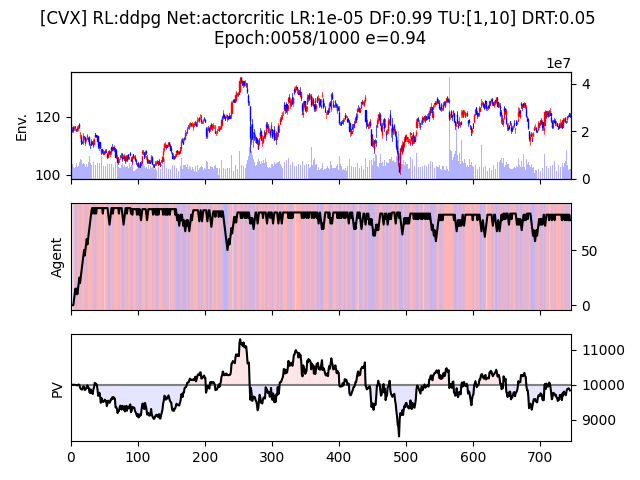 [CVX] RL:ddpg Net:actorcritic LR:1e-05 DF:0.99 TU:[1,10] DRT:0.05
Epoch:0058/1000 e=0.94
1e7
Env.
120
100
4
2
0
Agent
50
0
PV
11000
10000
9000
0 100 200 300 400 500 600 700